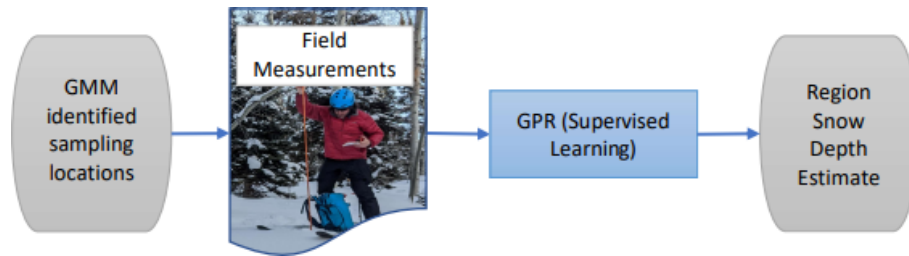 GMM
identified
sampling
locations
Field
Measurements
GPR (Supervised
Learning)
Region
Snow
Depth
Estimate